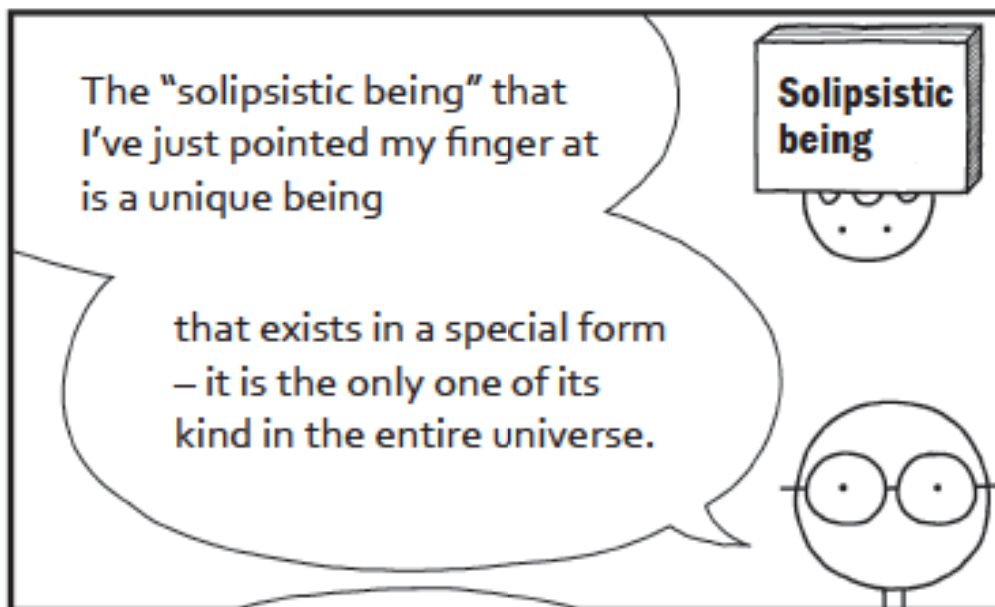 The “solipsistic being” that
I’ve just pointed my finger at
is a unique being
that exists in a special form
– it is the only one of its
kind in the entire universe.
Solipsistic
being